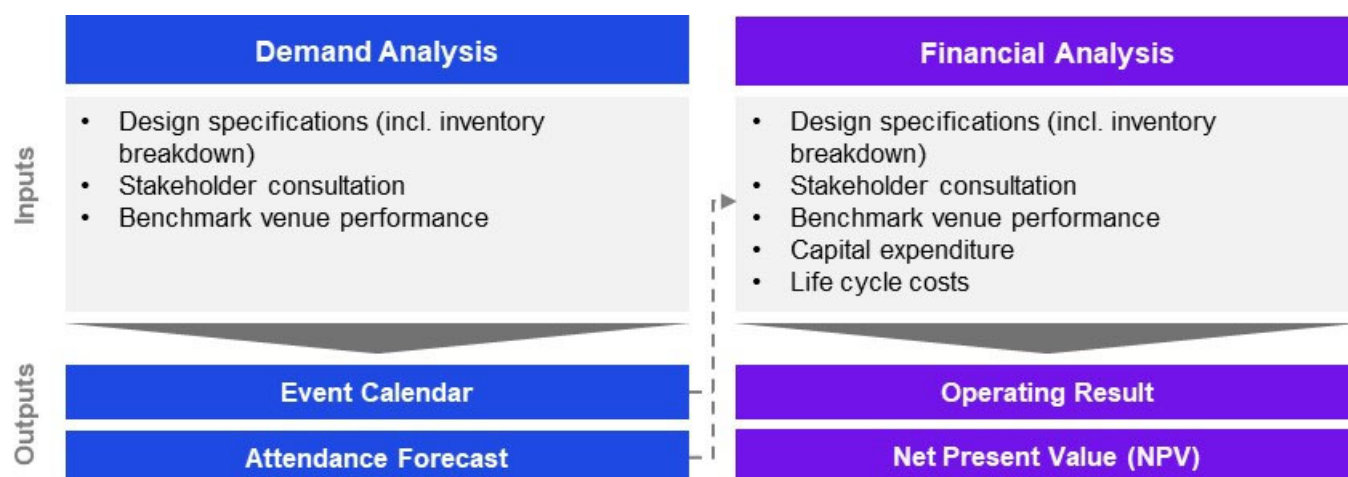 Demand Analysis
Inputs
• Design specifications (incl. inventory
breakdown)
• Stakeholder consultation
• Benchmark venue performance
Outputs
Event Calendar
Attendance Forecast
Financial Analysis
• Design specifications (incl. inventory
breakdown)
• Stakeholder consultation
• Benchmark venue performance
• Capital expenditure
• Life cycle costs
Operating Result
Net Present Value (NPV)